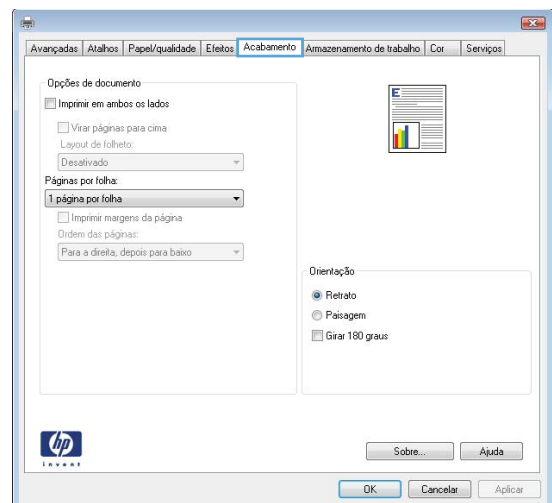 Avançadas Atalhos Papel/qualidade Efeitos Acabamento Armazenamento de trabalho Cor Serviços
Opções de documento
Imprimir em ambos os lados
Virar páginas para cima
Layout de folheto:
Desativado
Páginas por folha:
1 página por folha
Imprimir margens da página
Ordem das páginas:
Para a direita, depois para baixo
E
Orientação
Retrato
Paisagem
Girar 180 graus
hp
invent
Sobre... Ajuda
OK Cancelar Aplicar